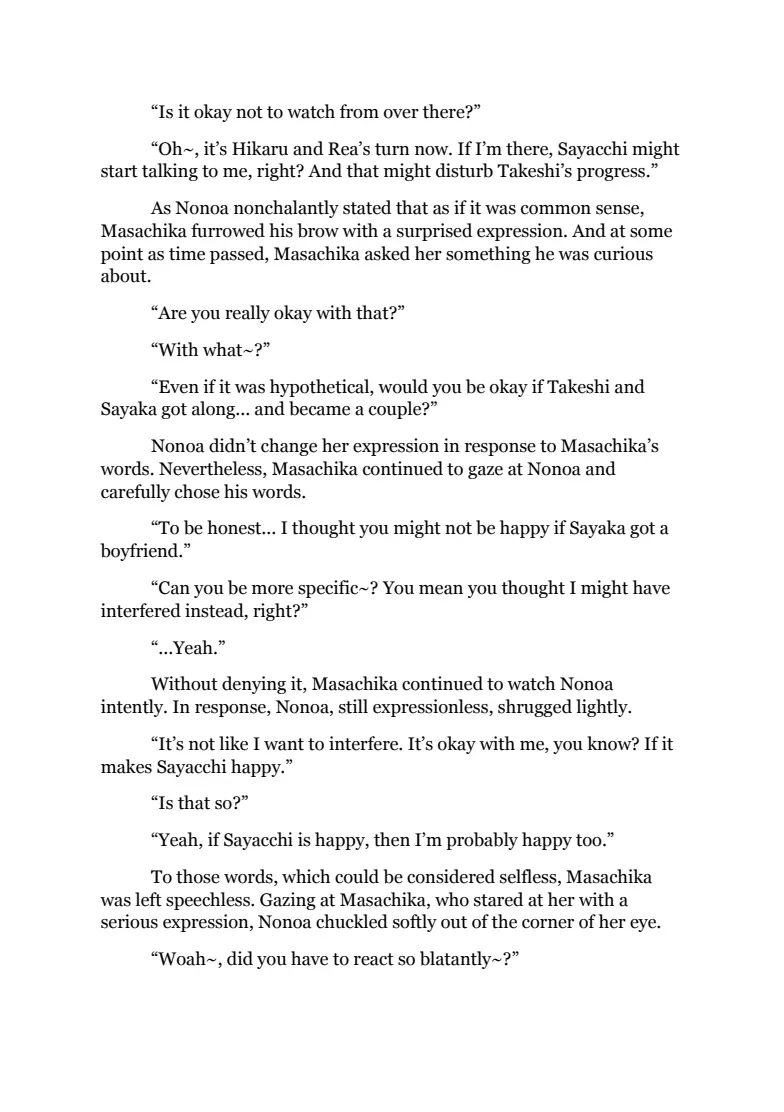 “Is it okay not to watch from over there?”
“Oh~, it’s Hikaru and Rea’s turn now. If I’m there, Sayacchi might
start talking to me, right? And that might disturb Takeshi’s progress.”
As Nonoa nonchalantly stated that as if it was common sense,
Masachika furrowed his brow with a surprised expression. And at some
point as time passed, Masachika asked her something he was curious
about.
“Are you really okay with that?”
“With what~?”
“Even if it was hypothetical, would you be okay if Takeshi and
Sayaka got along... and became a couple?”
Nonoa didn’t change her expression in response to Masachika’s
words. Nevertheless, Masachika continued to gaze at Nonoa and
carefully chose his words.
“To be honest... I thought you might not be happy if Sayaka got a
boyfriend.”
“Can you be more specific~? You mean you thought I might have
interfered instead, right?”
“...Yeah.”
Without denying it, Masachika continued to watch Nonoa
intently. In response, Nonoa, still expressionless, shrugged lightly.
“It’s not like I want to interfere. It’s okay with me, you know? If it
makes Sayacchi happy.”
“Is that so?”
“Yeah, if Sayacchi is happy, then I’m probably happy too.”
To those words, which could be considered selfless, Masachika
was left speechless. Gazing at Masachika, who stared at her with a
serious expression, Nonoa chuckled softly out of the corner of her eye.
“Woah~, did you have to react so blatantly~?”